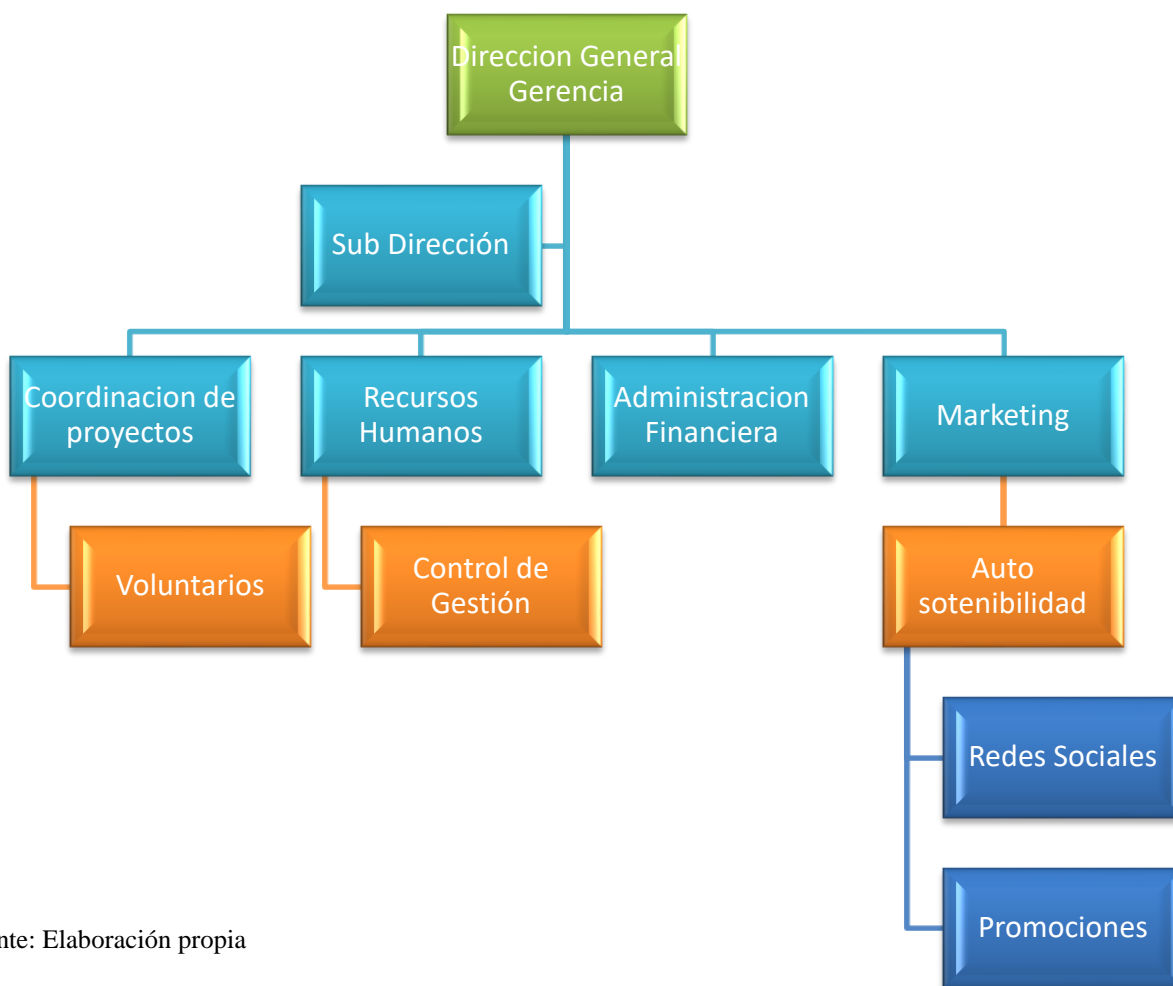 Direccion General
Gerencia
Sub Dirección
Coordinacion de
proyectos
Recursos
Humanos
Administracion
Financiera
Marketing
Voluntarios
Control de
Gestión
Auto
sotenibilidad
Redes Sociales
Promociones
nte: Elaboración propia